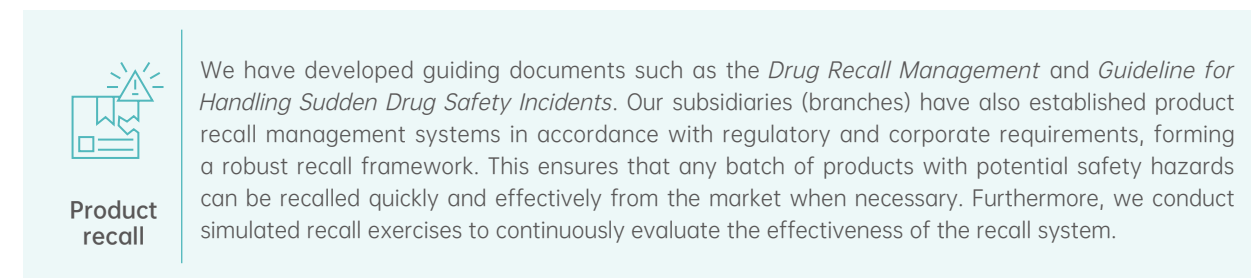 We have developed guiding documents such as the Drug Recall Management and Guideline for
Handling Sudden Drug Safety Incidents. Our subsidiaries (branches) have also established product
recall management systems in accordance with regulatory and corporate requirements, forming
a robust recall framework. This ensures that any batch of products with potential safety hazards
can be recalled quickly and effectively from the market when necessary. Furthermore, we conduct
simulated recall exercises to continuously evaluate the effectiveness of the recall system.
Product
recall